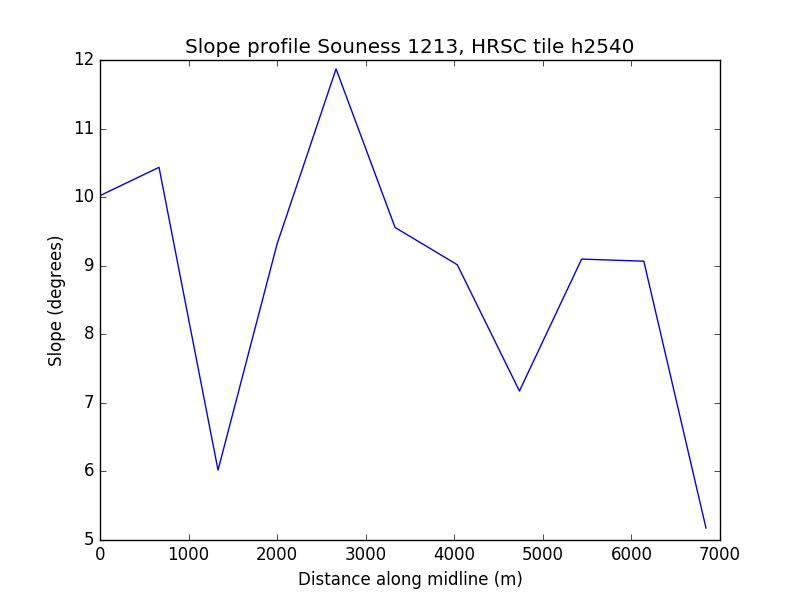 Slope profile Souness 1213, HRSC tile h2540
12
11
10
9
8
7
6
5
Slope (degrees)
0 1000 2000 3000 4000 5000 6000 7000
Distance along midline (m)